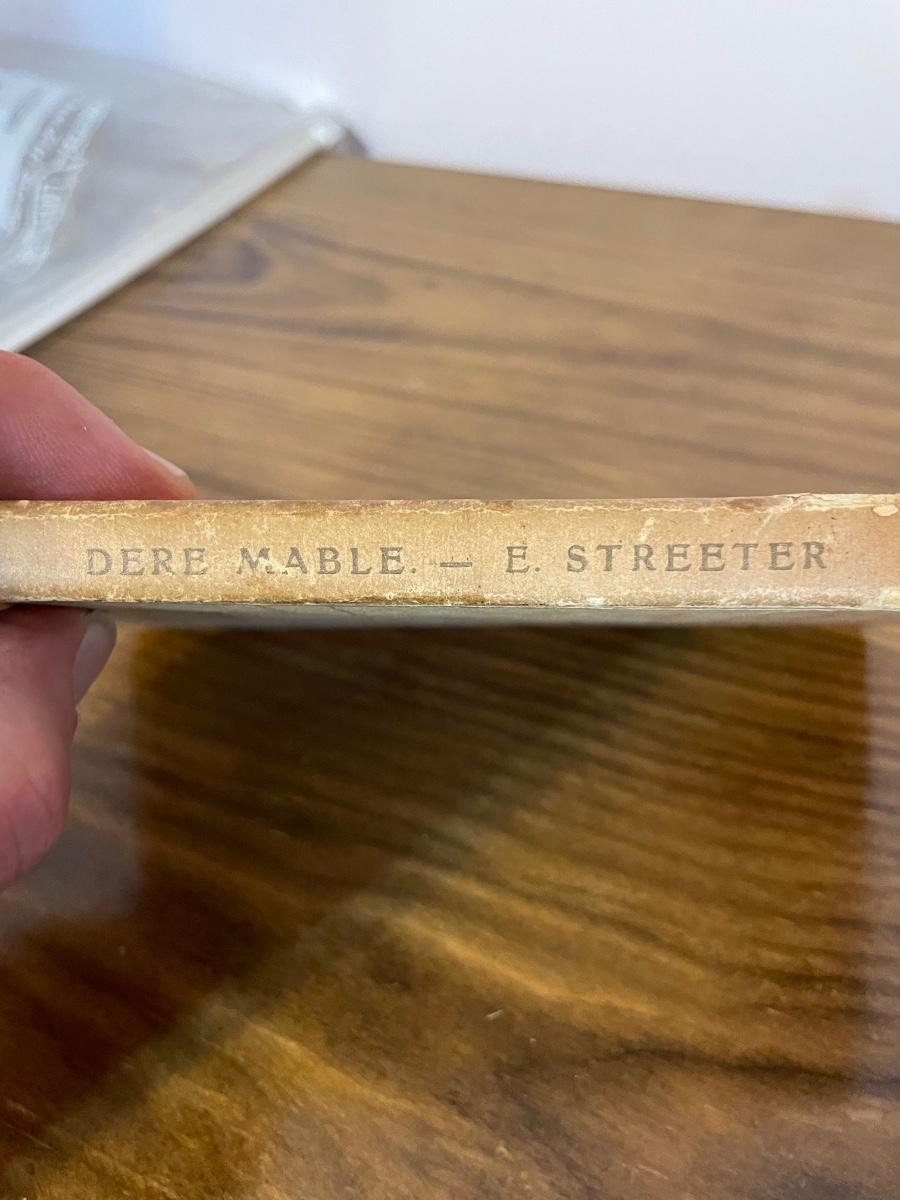 DERE MABLE. — E. STREETER